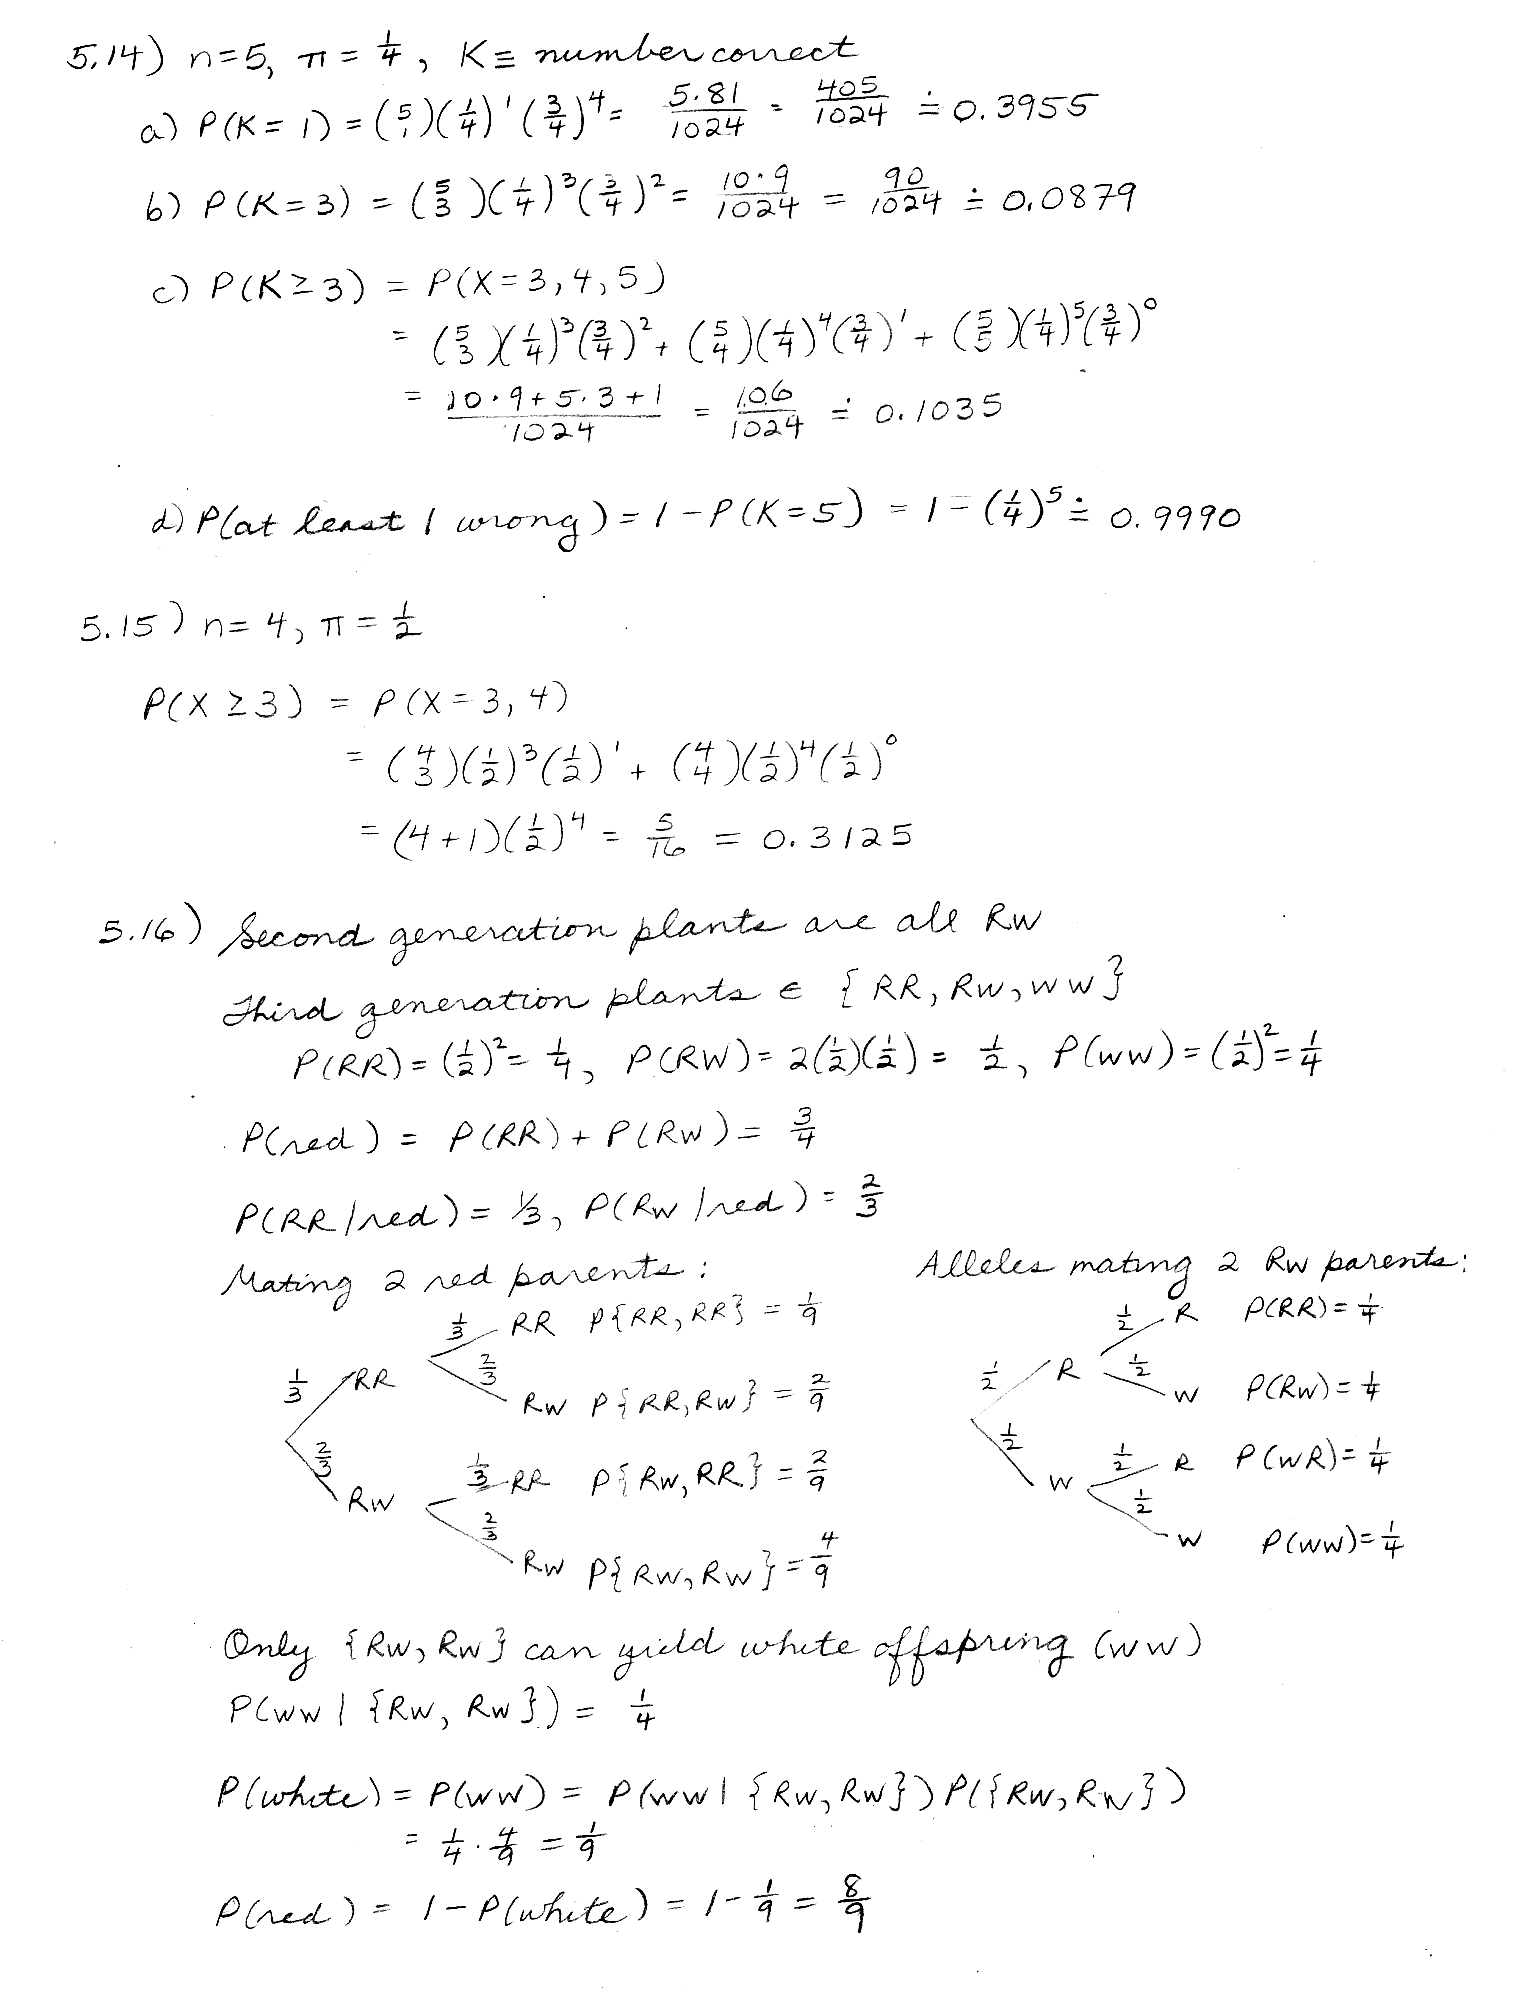 5.14) n=5, π = 1/4, K ≡ number correct
a) P(K = 1) = (5 1)(1/4)^1 (3/4)^4 = 5·81/1024 = 405/1024 ≐ 0.3955
b) P(K = 3) = (5 3)(1/4)^3(3/4)^2 = 10·9/1024 = 90/1024 ≐ 0.0879
c) P(K≥3) = P(X=3,4,5)
= (5 3)(1/4)^3(3/4)^2 + (5 4)(1/4)^4(3/4)^1 + (5 5)(1/4)^5(3/4)^0
= 10·9+5·3+1/1024 = 106/1024 ≐ 0.1035
d) P(at least 1 wrong) = 1 - P(K=5) = 1 - (1/4)^5 ≐ 0.9990
5.15) n= 4, π = 1/2
P(X ≥3) = P(X = 3, 4)
= (4 3)(1/2)^3(1/2)^1 + (4 4)(1/2)^4(1/2)^0
= (4+1)(1/2)^4 = 5/16 = 0.3125
5.16) Second generation plants are all RW
Third generation plants ∈ {RR, RW, WW}
P(RR) = (1/2)^2 = 1/4, P(RW) = 2(1/2)(1/2) = 1/2, P(WW) = (1/2)^2 = 1/4
P(red) = P(RR) + P(RW) = 3/4
P(RR|red) = 1/3, P(RW|red) = 2/3
Mating 2 red parents:
1/3 RR
1/3 RR P{RR, RR} = 1/9
2/3 RW P{RR, RW} = 2/9
2/3 RW
1/3 RR P{RW, RR} = 2/9
2/3 RW P{RW, RW} = 4/9
Alleles mating 2 RW parents:
1/2 R
1/2 R P(RR) = 1/4
1/2 W P(RW) = 1/4
1/2 W
1/2 R P(WR) = 1/4
1/2 W P(WW) = 1/4
Only {RW, RW} can yield white offspring (WW)
P(WW | {RW, RW}) = 1/4
P(white) = P(WW) = P(WW | {RW, RW}) P({RW, RW})
= 1/4 · 4/9 = 1/9
P(red) = 1 - P(white) = 1 - 1/9 = 8/9